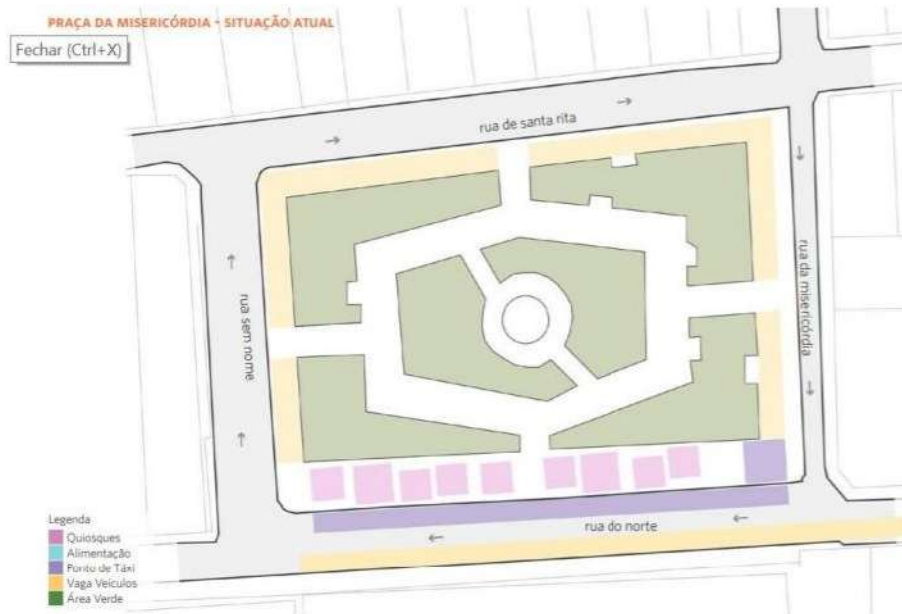 PRAÇA DA MISERICÓRDIA - SITUAÇÃO ATUAL
Fechar (Ctrl+X)
rua de santa rita
rua da misericórdia
rua sem nome
rua do norte
Legenda
Quiosques
Alimentação
Ponto de Táxi
Vaga Veículos
Área Verde